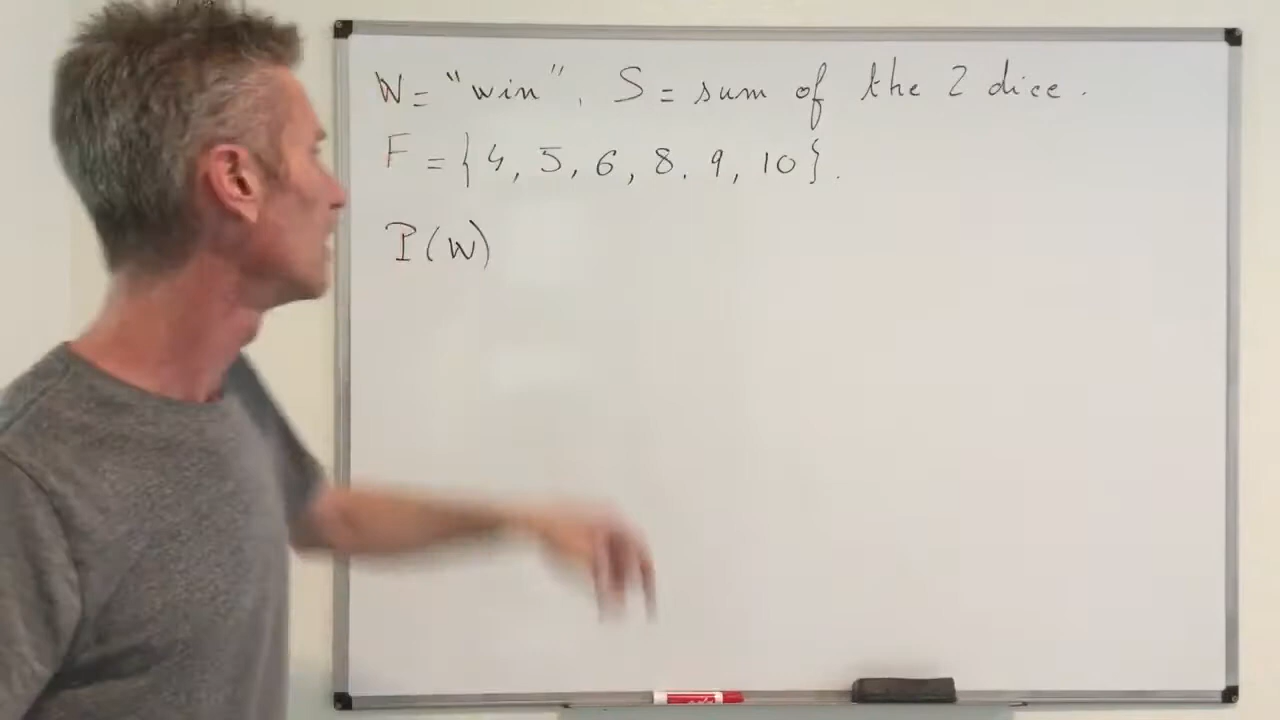 W = "win", S = sum of the 2 dice.
F = {4, 5, 6, 8, 9, 10}.
P(W)